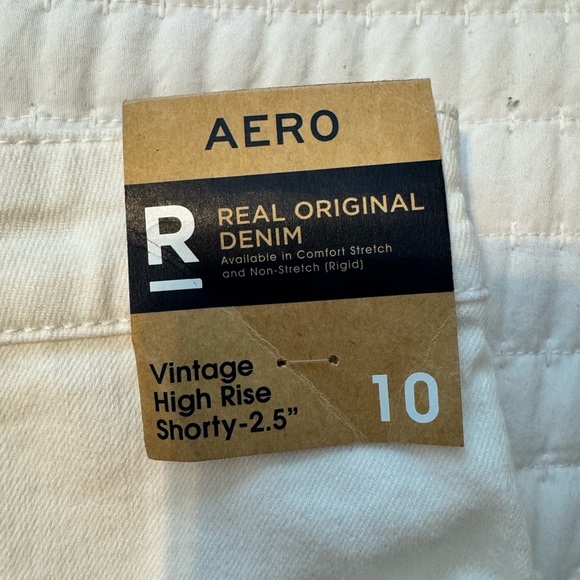 AERO
R
REAL ORIGINAL
DENIM
Available in Comfort Stretch
and Non-Stretch (Rigid)
Vintage
High Rise
Shorty-2.5”
10